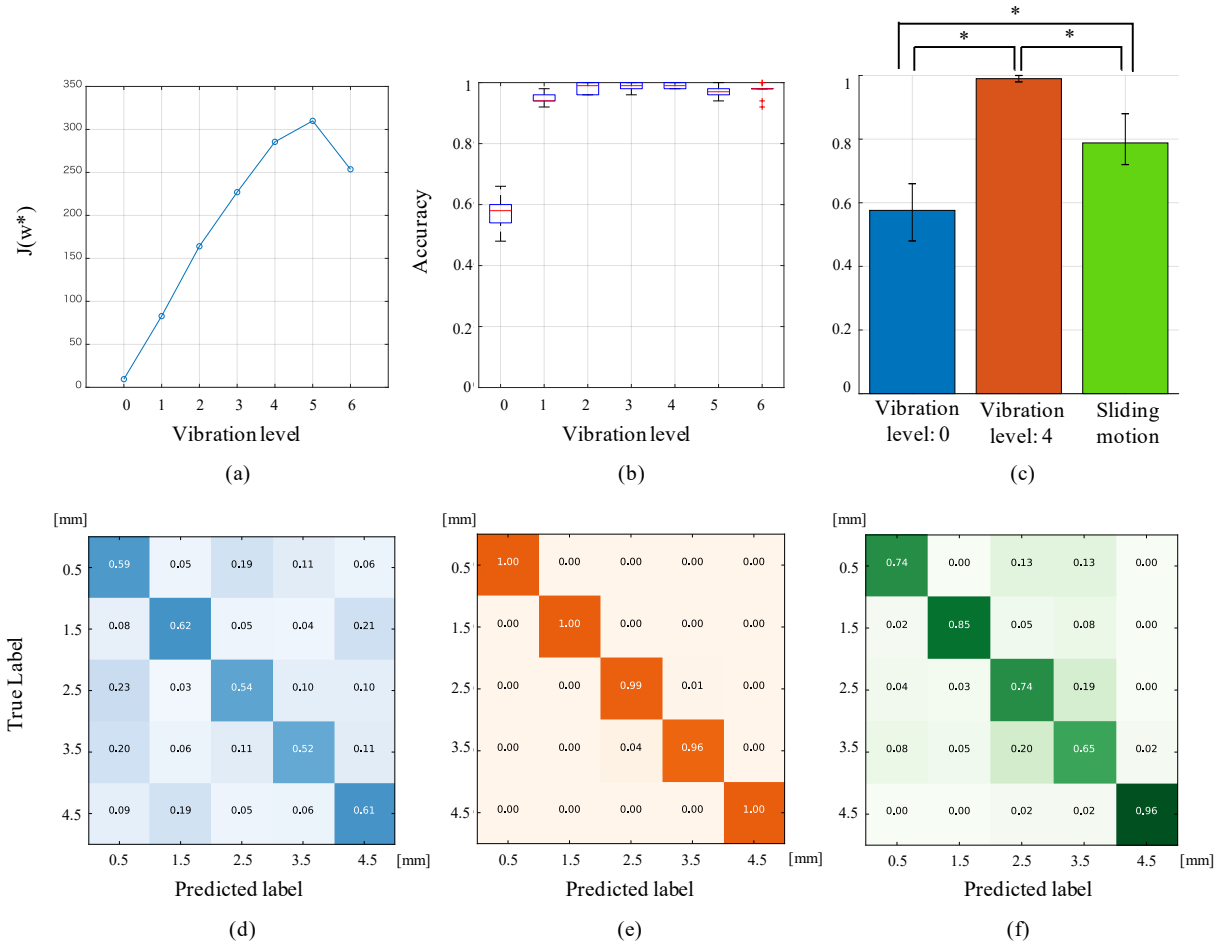 * 
* *
350
300
250
200
150
100
50
0
J(w*)
0 1 2 3 4 5 6
Vibration level
(a)
1
0.8
0.6
0.4
0.2
0
Accuracy
0 1 2 3 4 5 6
Vibration level
(b)
1
0.8
0.6
0.4
0.2
0
Vibration level: 0
Vibration level: 4
Sliding motion
(c)
[mm]
True Label
0.5 0.59 0.05 0.19 0.11 0.06
1.5 0.08 0.62 0.05 0.04 0.21
2.5 0.23 0.03 0.54 0.10 0.10
3.5 0.20 0.06 0.11 0.52 0.11
4.5 0.09 0.19 0.05 0.06 0.61
0.5 1.5 2.5 3.5 4.5 [mm]
Predicted label
(d)
[mm]
0.5 1.00 0.00 0.00 0.00 0.00
1.5 0.00 1.00 0.00 0.00 0.00
2.5 0.00 0.00 0.99 0.01 0.00
3.5 0.00 0.00 0.04 0.96 0.00
4.5 0.00 0.00 0.00 0.00 1.00
0.5 1.5 2.5 3.5 4.5 [mm]
Predicted label
(e)
[mm]
0.5 0.74 0.00 0.13 0.13 0.00
1.5 0.02 0.85 0.05 0.08 0.00
2.5 0.04 0.03 0.74 0.19 0.00
3.5 0.08 0.05 0.20 0.65 0.02
4.5 0.00 0.00 0.02 0.02 0.96
0.5 1.5 2.5 3.5 4.5 [mm]
Predicted label
(f)